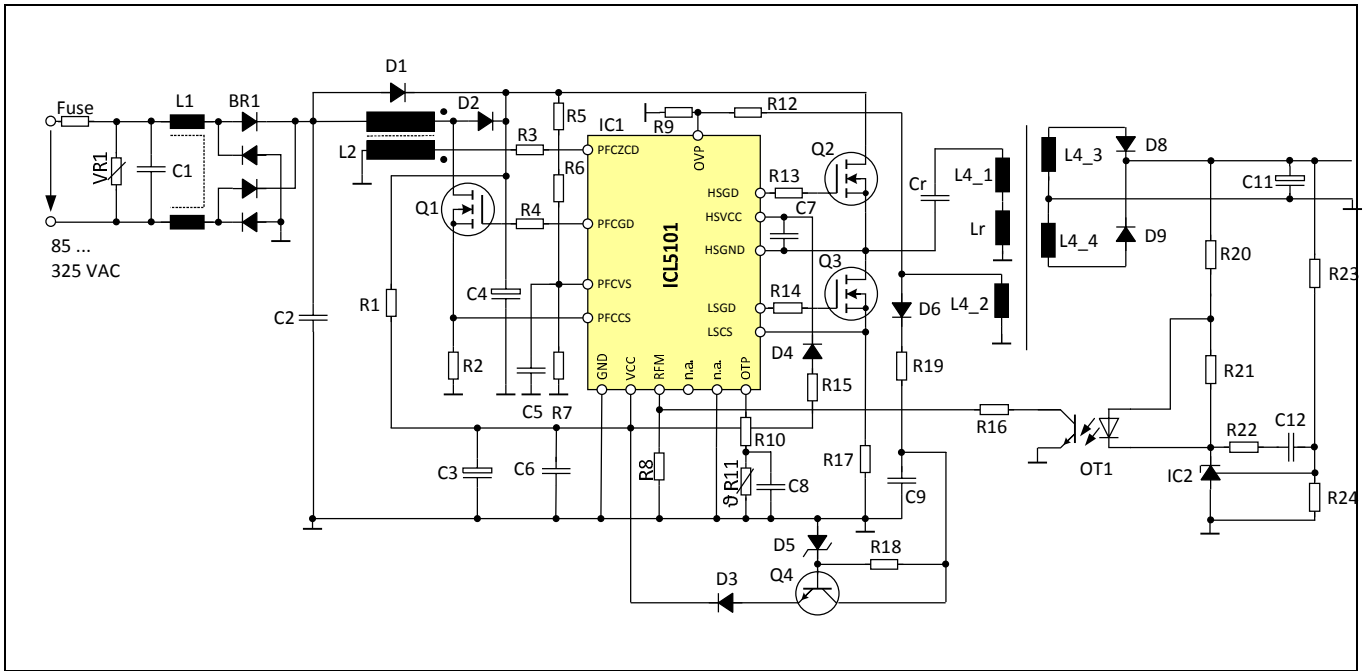 Fuse
VR1
C1
L1
BR1
85 ...
325 VAC
C2
D1
L2
D2
Q1
R1
R2
C4
R3
R4
R5
R6
C5
R7
C3
C6
IC1
PFCZCD
PFCGD
PFCVS
PFCCS
ICL5101
OVP
HSGD
HSVCC
HSGND
LSGD
LSCS
GND
VCC
RFM
n.a.
n.a.
OTP
R9
R12
R13
C7
R14
Q2
Q3
D4
R15
R8
R10
ϑ R11
C8
R17
D6
R19
C9
D5
R18
Q4
D3
Cr
L4_1
Lr
L4_2
L4_3
L4_4
D8
D9
C11
R20
R21
R23
R16
OT1
R22
C12
IC2
R24